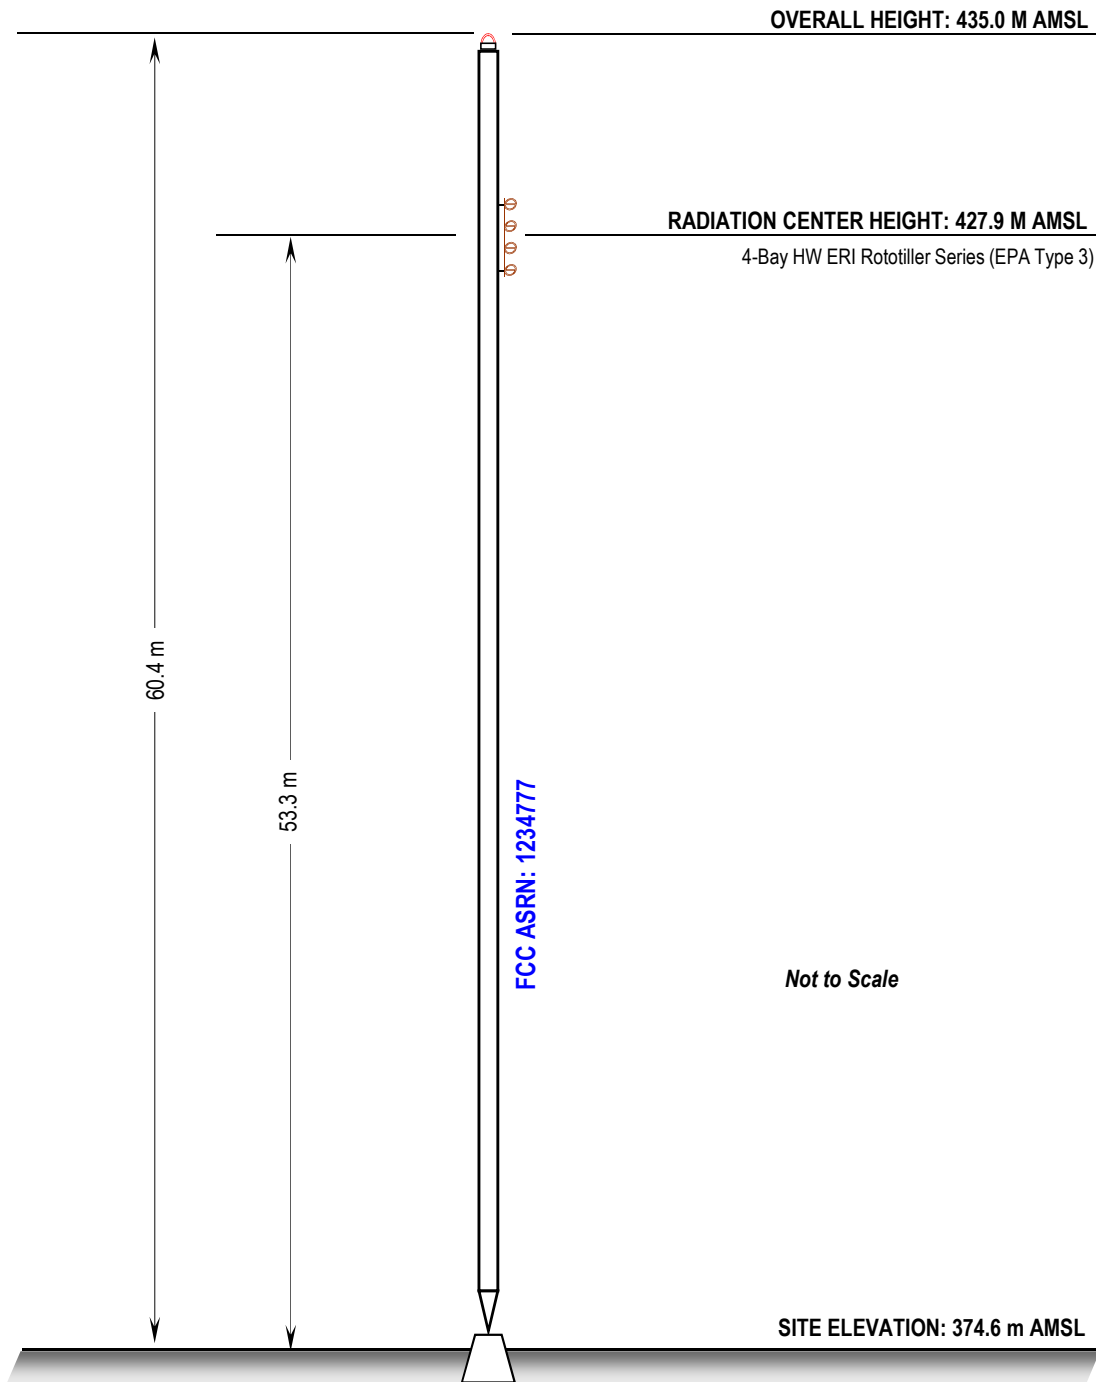 OVERALL HEIGHT: 435.0 M AMSL
RADIATION CENTER HEIGHT: 427.9 M AMSL
4-Bay HW ERI Rototiller Series (EPA Type 3)
60.4 m
53.3 m
FCC ASRN: 1234777
Not to Scale
SITE ELEVATION: 374.6 m AMSL